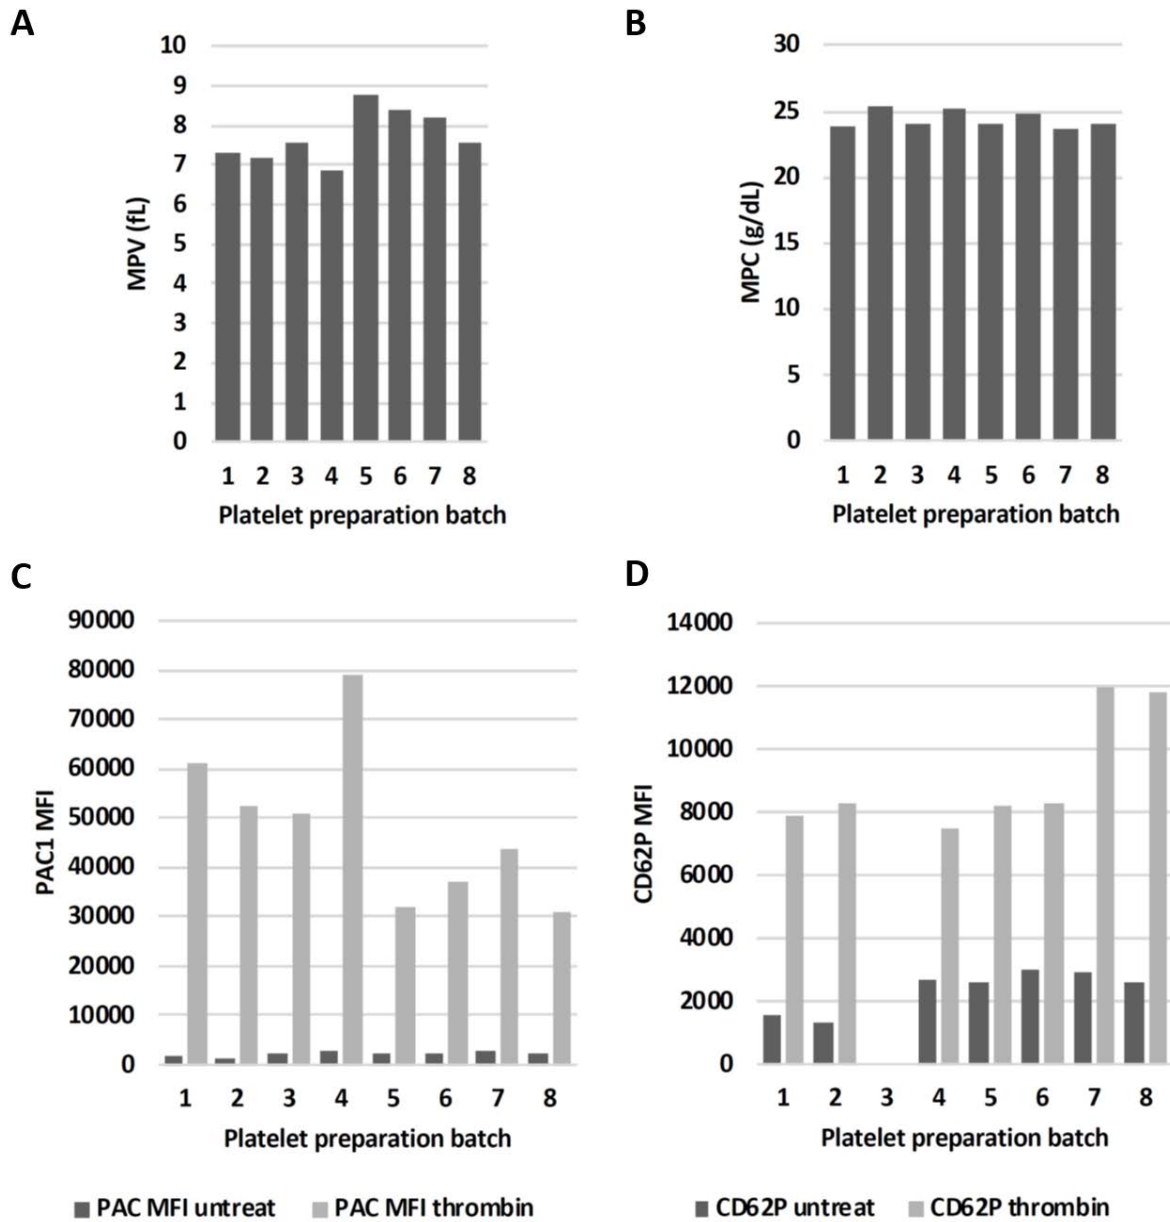 A
10
9
8
7
6
5
4
3
2
1
0
MPV (fL)
1 2 3 4 5 6 7 8
Platelet preparation batch
B
30
25
20
15
10
5
0
MPC (g/dL)
1 2 3 4 5 6 7 8
Platelet preparation batch
C
90000
80000
70000
60000
50000
40000
30000
20000
10000
0
PAC1 MFI
1 2 3 4 5 6 7 8
Platelet preparation batch
PAC MFI untreat PAC MFI thrombin
D
14000
12000
10000
8000
6000
4000
2000
0
CD62P MFI
1 2 3 4 5 6 7 8
Platelet preparation batch
CD62P untreat CD62P thrombin